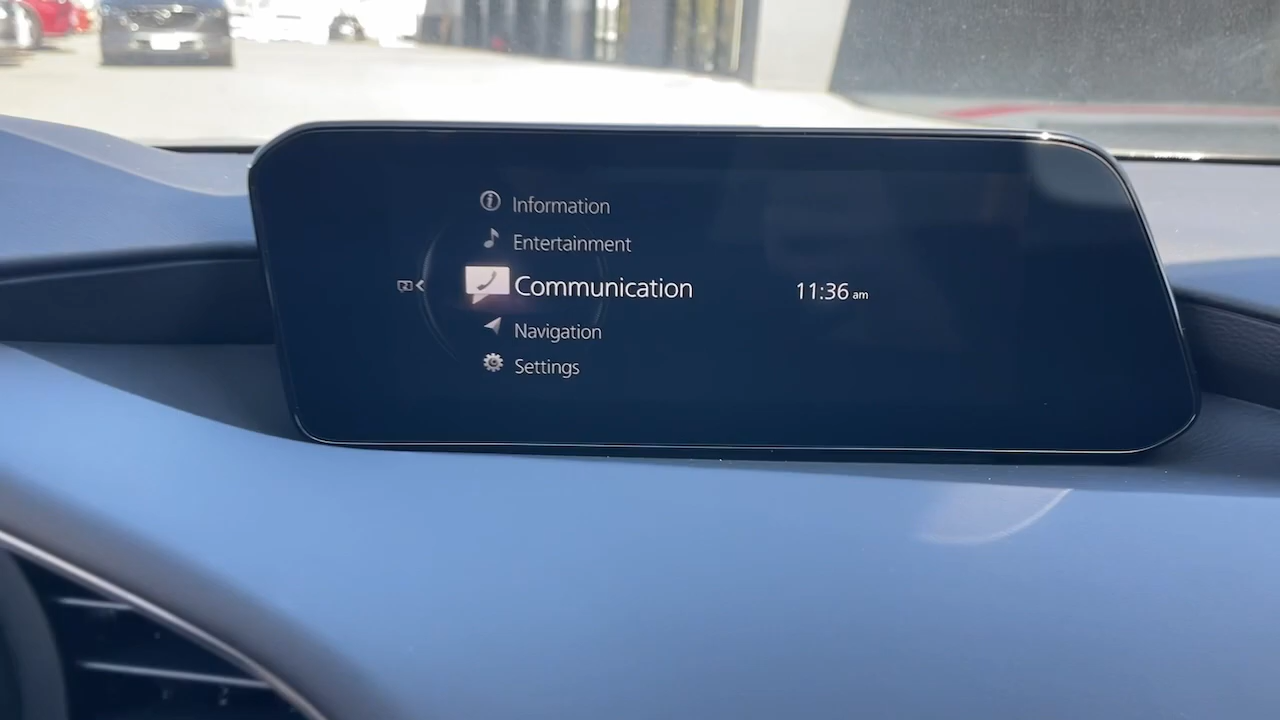 Information
Entertainment
Communication
11:36 am
Navigation
Settings